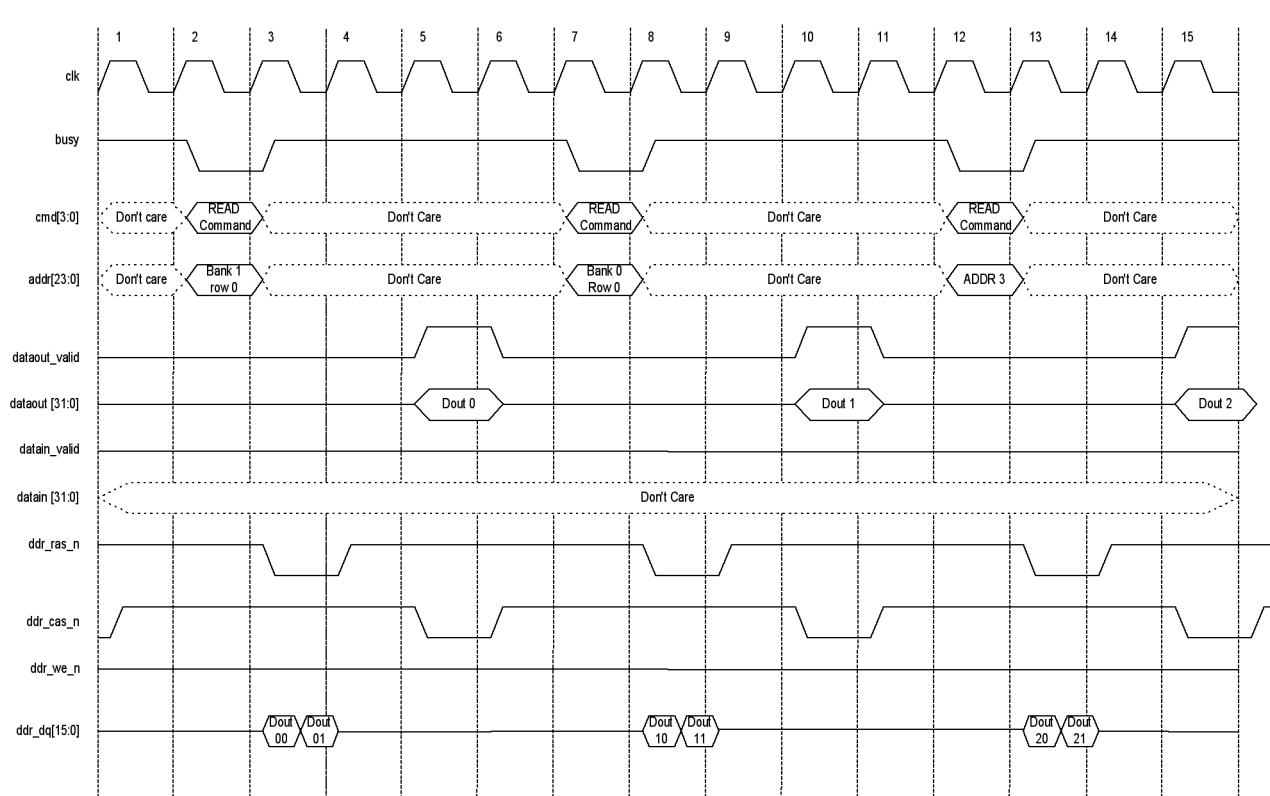 1 2 3 4 5 6 7 8 9 10 11 12 13 14 15
clk
busy
cmd[3:0] Don't care READ Don't Care READ Don't Care READ Don't Care
Command Command Command
addr[23:0] Don't care Bank 1 Don't Care Bank 0 Don't Care ADDR 3 Don't Care
row 0 Row 0
dataout_valid
dataout [31:0] Dout 0 Dout 1 Dout 2
datain_valid
datain [31:0] Don't Care
ddr_ras_n
ddr_cas_n
ddr_we_n
ddr_dq[15:0] Dout Dout Dout Dout Dout Dout
00 01 10 11 20 21